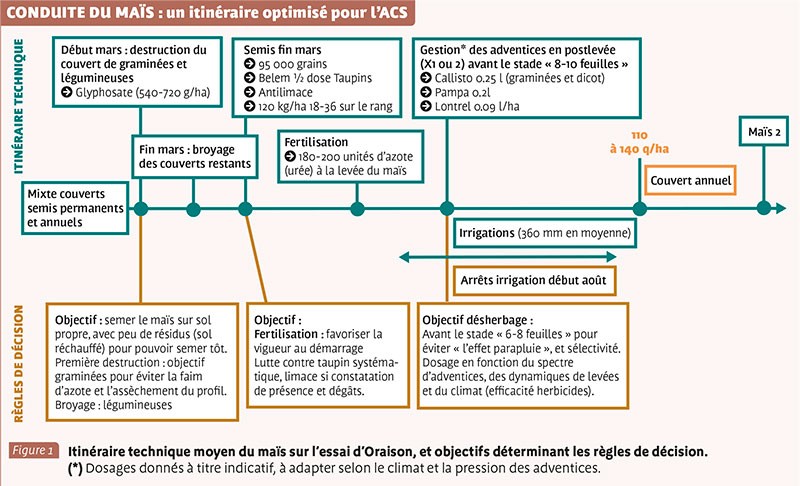 CONDUITE DU MAÏS : un itinéraire optimisé pour l’ACS
ITINÉRAIRE TECHNIQUE
Début mars : destruction du
couvert de graminées et
légumineuses
Glyphosate (540-720 g/ha)
Semis fin mars
95 000 grains
Belem ½ dose Taupins
Antilimace
120 kg/ha 18-36 sur le rang
Gestion* des adventices en postlevée
(X1 ou 2) avant le stade « 8-10 feuilles »
Callisto 0.25 l (graminées et dicot)
Pampa 0.2l
Lontrel 0.09 l/ha
Fin mars : broyage
des couverts restants
Fertilisation
180-200 unités d’azote
(urée) à la levée du maïs
110
à 140 q/ha
Maïs 2
Couvert annuel
Mixte couverts
semis permanents
et annuels
Irrigations (360 mm en moyenne)
Arrêts irrigation début août
RÈGLES DE DÉCISION
Objectif : semer le maïs sur sol
propre, avec peu de résidus (sol
réchauffé) pour pouvoir semer tôt.
Première destruction : objectif
graminées pour éviter la faim
d’azote et l’assèchement du profil.
Broyage : légumineuses
Objectif :
Fertilisation : favoriser la
vigueur au démarrage
Lutte contre taupin systéma-
tique, limace si constatation
de présence et dégâts.
Objectif désherbage :
Avant le stade « 6-8 feuilles » pour
éviter « l’effet parapluie », et sélectivité.
Dosage en fonction du spectre
d’adventices, des dynamiques de levées
et du climat (efficacité herbicides).
Figure 1
Itinéraire technique moyen du maïs sur l’essai d’Oraison, et objectifs déterminant les règles de décision.
(*) Dosages donnés à titre indicatif, à adapter selon le climat et la pression des adventices.